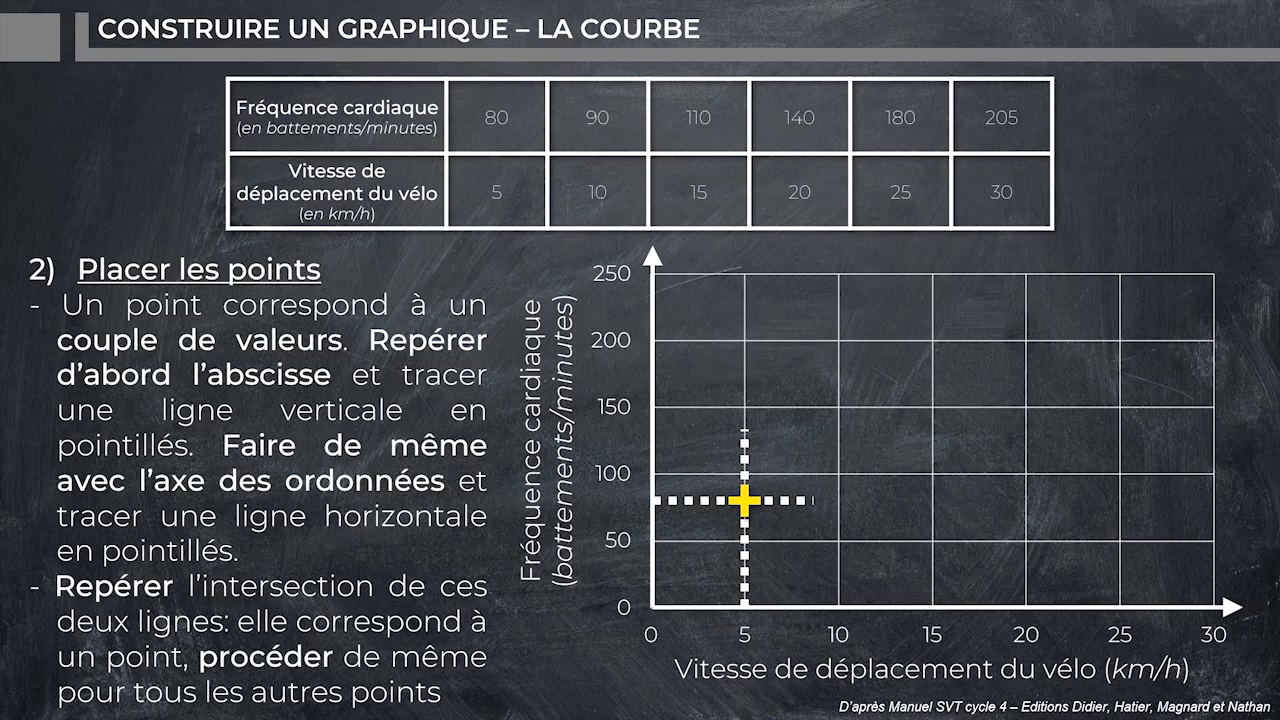 CONSTRUIRE UN GRAPHIQUE – LA COURBE
Fréquence cardiaque
(en battements/minutes)
80 90 110 140 180 205
Vitesse de
déplacement du vélo
(en km/h)
5 10 15 20 25 30
2) Placer les points
- Un point correspond à un
couple de valeurs. Repérer
d’abord l’abscisse et tracer
une ligne verticale en
pointillés. Faire de même
avec l’axe des ordonnées et
tracer une ligne horizontale
en pointillés.
- Repérer l’intersection de ces
deux lignes: elle correspond à
un point, procéder de même
pour tous les autres points
Fréquence cardiaque
(battements/minutes)
250
200
150
100
50
0
0 5 10 15 20 25 30
Vitesse de déplacement du vélo (km/h)
D’après Manuel SVT cycle 4 – Editions Didier, Hatier, Magnard et Nathan